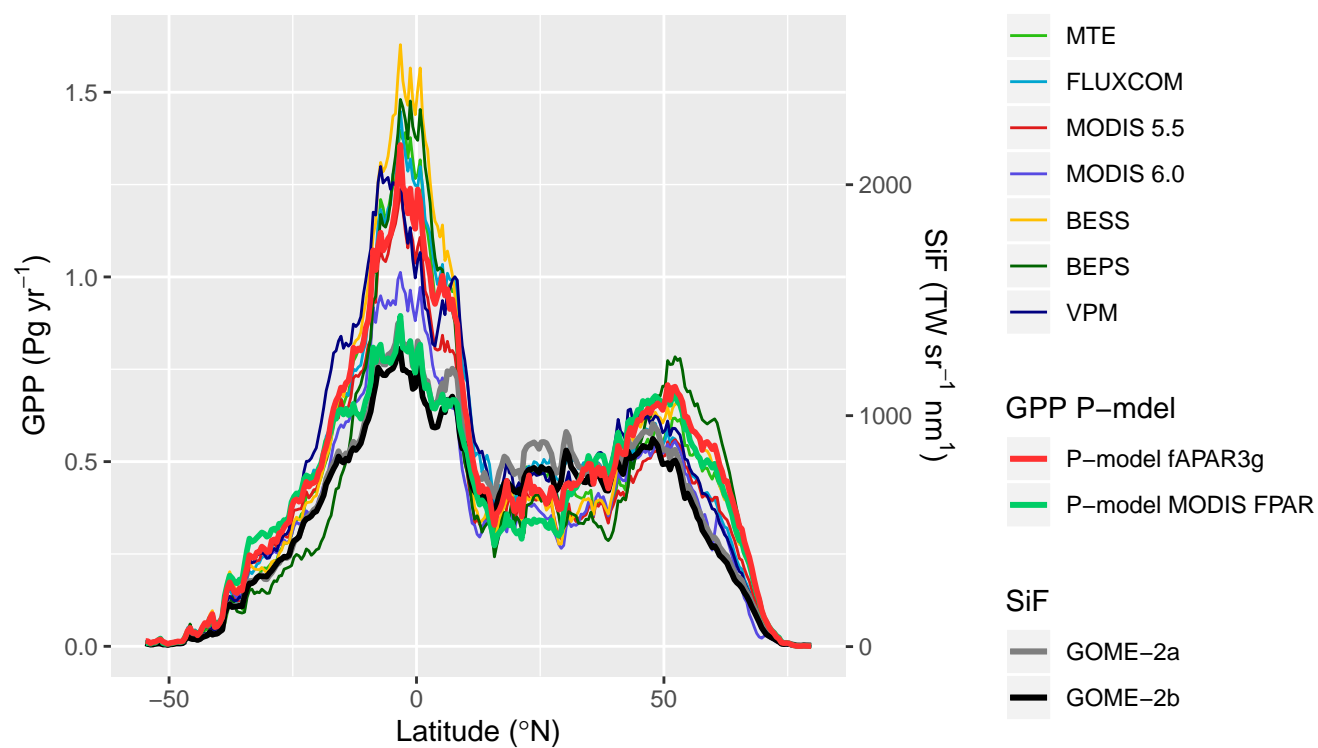 GPP (Pg yr−1)
1.5
1.0
0.5
0.0
−50
0
50
Latitude (°N)
2000
1000
0
SiF (TW sr−1 nm1)
MTE
FLUXCOM
MODIS 5.5
MODIS 6.0
BESS
BEPS
VPM
GPP P−mdel
P−model fAPAR3g
P−model MODIS FPAR
SiF
GOME−2a
GOME−2b